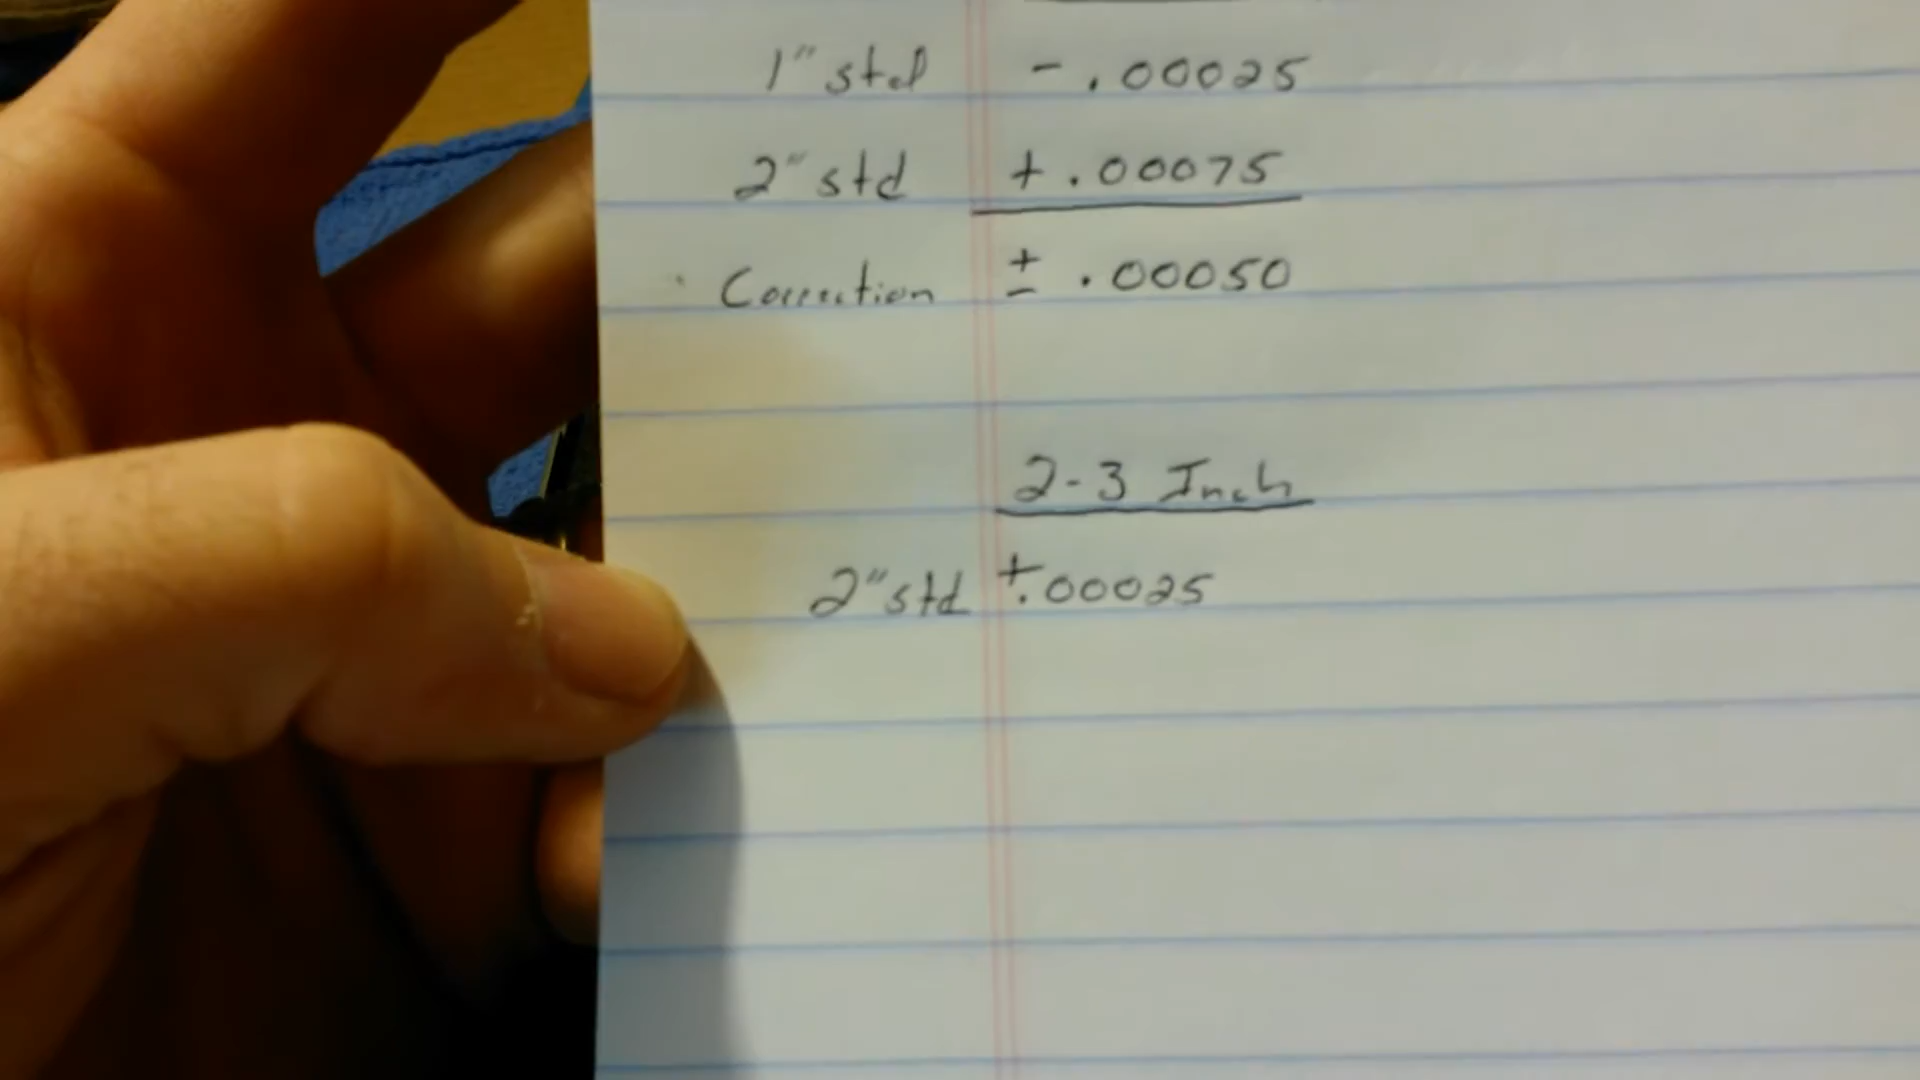 1" std - .00025
2" std + .00075
Correction ± .00050
2-3 Inch
2" std +.00025